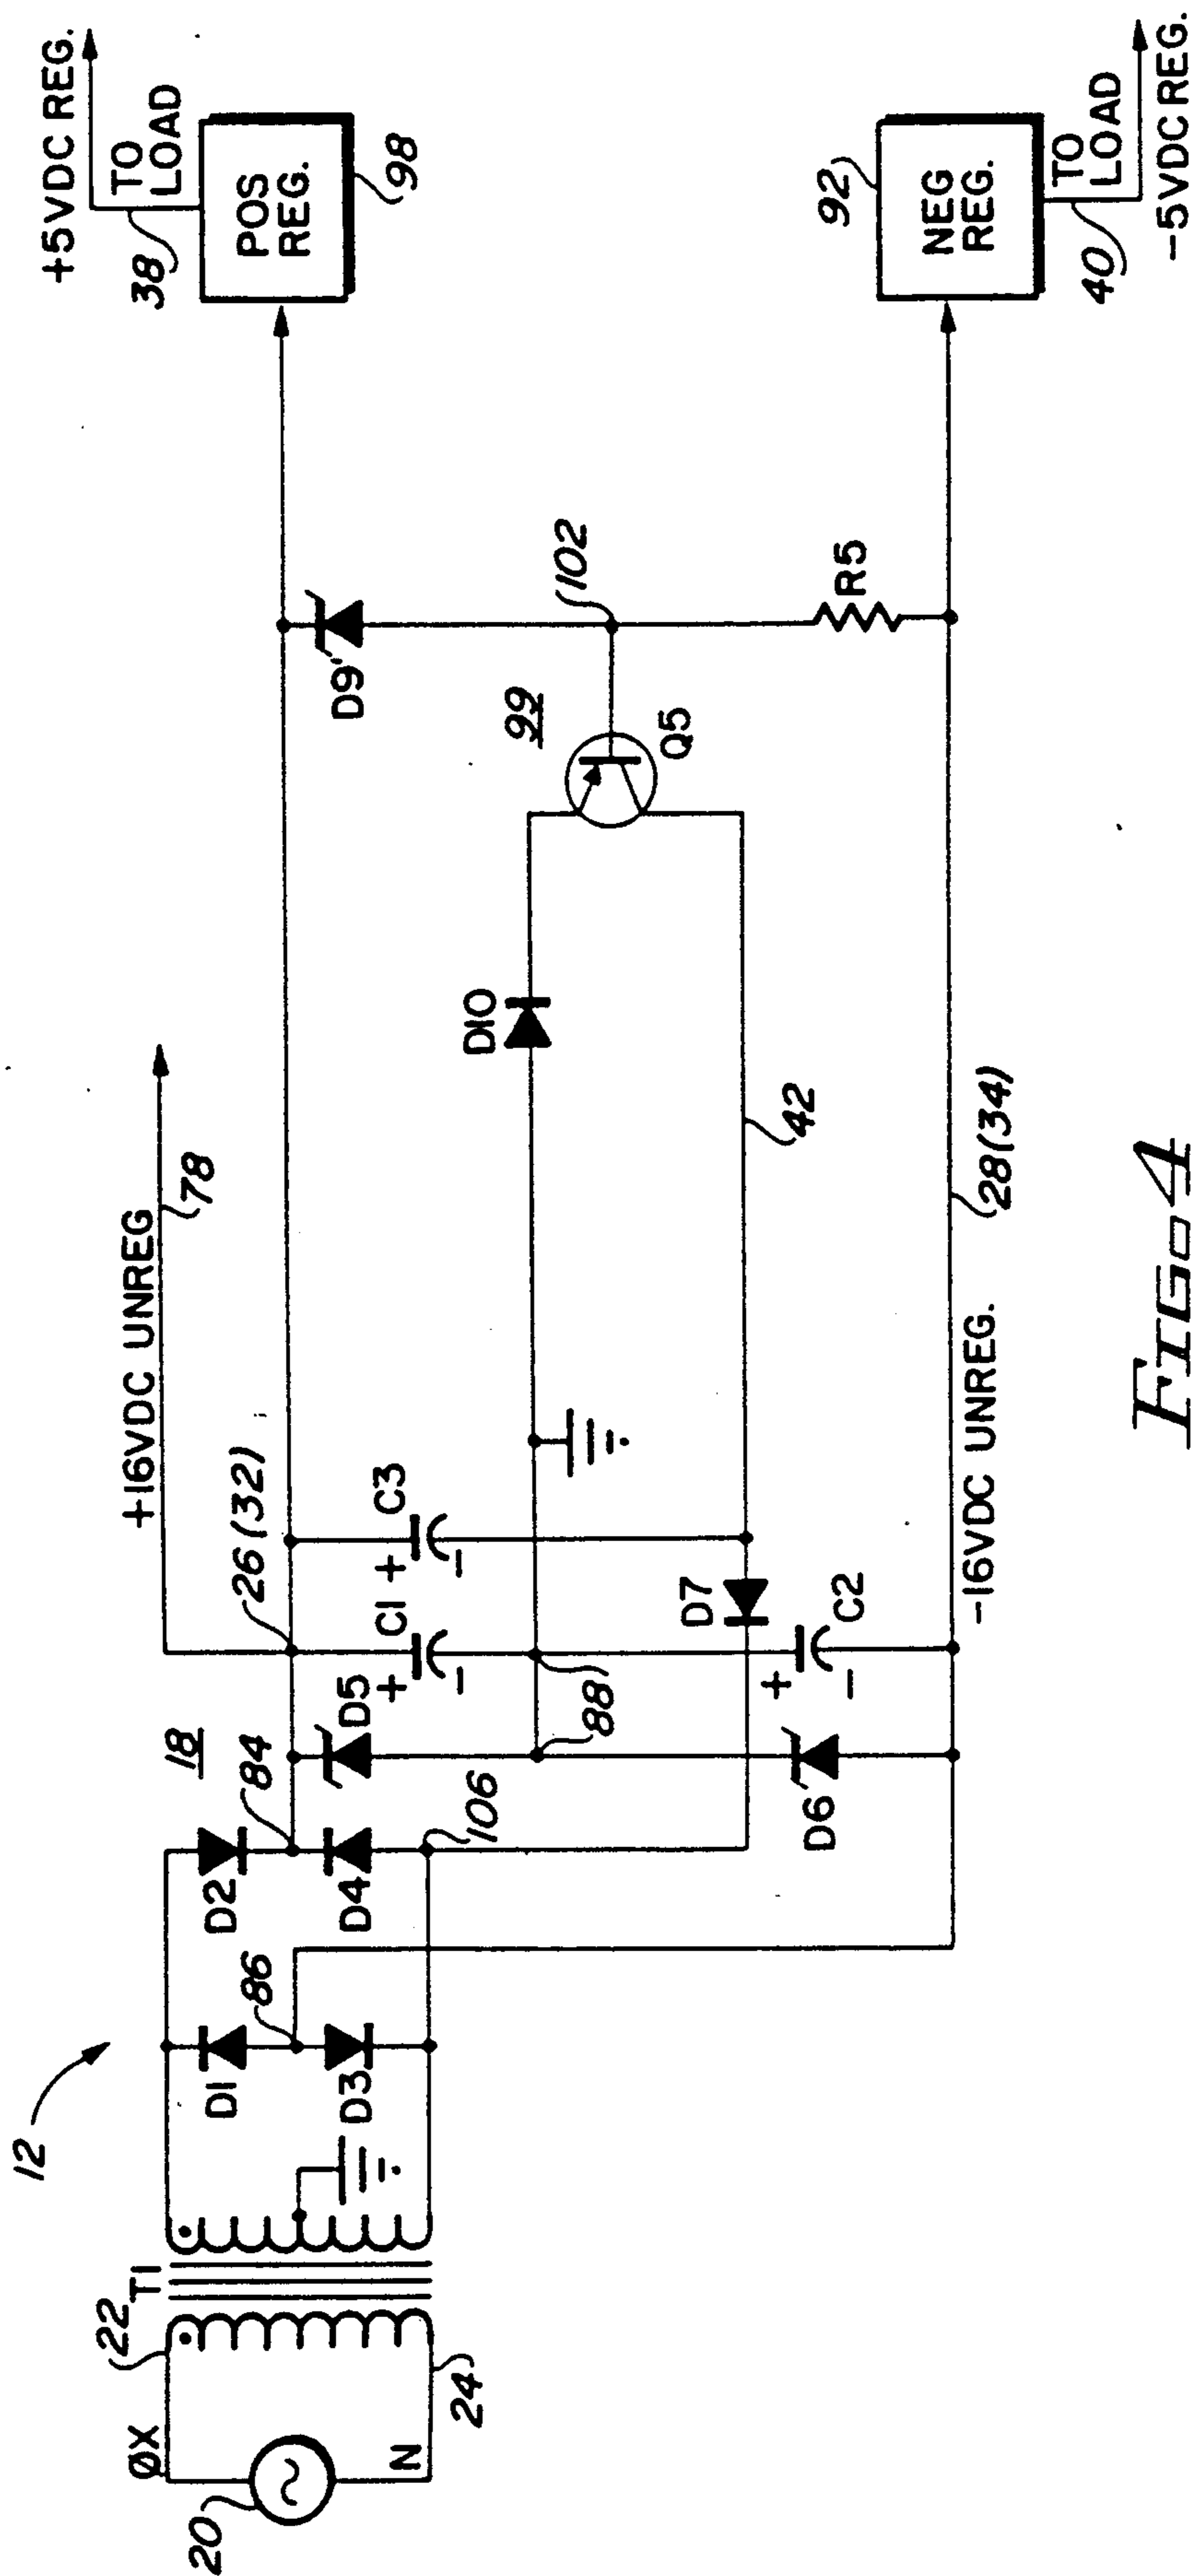 12
20
ØX
N
22
24
T1
D1
D3
86
D2
D4
84
18
106
D5
D6
88
26 (32)
C1
+
-
C3
+
-
C2
+
-
D7
+16VDC UNREG
78
-16VDC UNREG.
28(34)
42
D10
99
Q5
102
D9'
R5
POS
REG.
98
38
TO
LOAD
+5VDC REG.
NEG
REG.
92
40
TO
LOAD
-5VDC REG.
FIG. 4